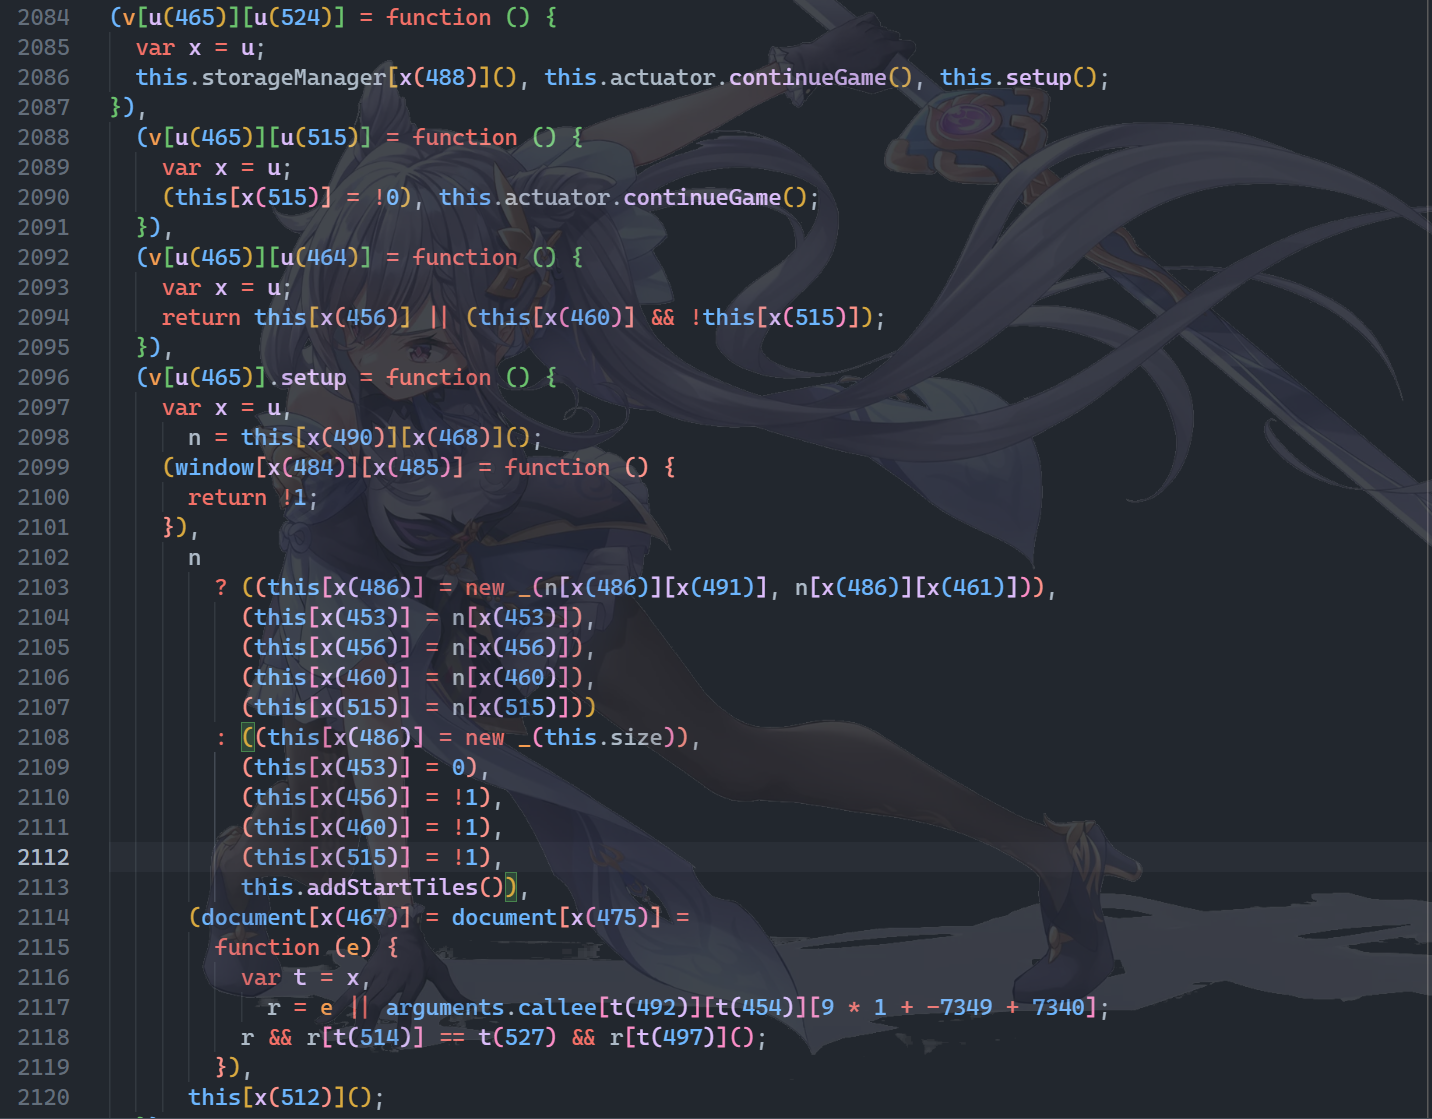 2084 (v[u(465)][u(524)] = function () {
2085 var x = u;
2086 this.storageManager[x(488)](), this.actuator.continueGame(), this.setup();
2087 }),
2088 (v[u(465)][u(515)] = function () {
2089 var x = u;
2090 (this[x(515)] = !0), this.actuator.continueGame();
2091 }),
2092 (v[u(465)][u(464)] = function () {
2093 var x = u;
2094 return this[x(456)] || (this[x(460)] && !this[x(515)]);
2095 }),
2096 (v[u(465)].setup = function () {
2097 var x = u,
2098 n = this[x(490)][x(468)]();
2099 (window[x(484)][x(485)] = function () {
2100 return !1;
2101 }),
2102 n
2103 ? ((this[x(486)] = new _(n[x(486)][x(491)], n[x(486)][x(461)])),
2104 (this[x(453)] = n[x(453)]),
2105 (this[x(456)] = n[x(456)]),
2106 (this[x(460)] = n[x(460)]),
2107 (this[x(515)] = n[x(515)]))
2108 : ((this[x(486)] = new _(this.size)),
2109 (this[x(453)] = 0),
2110 (this[x(456)] = !1),
2111 (this[x(460)] = !1),
2112 (this[x(515)] = !1),
2113 this.addStartTiles()),
2114 (document[x(467)] = document[x(475)] =
2115 function (e) {
2116 var t = x,
2117 r = e || arguments.callee[t(492)][t(454)][9 * 1 + -7349 + 7340];
2118 r && r[t(514)] == t(527) && r[t(497)]();
2119 }),
2120 this[x(512)]();